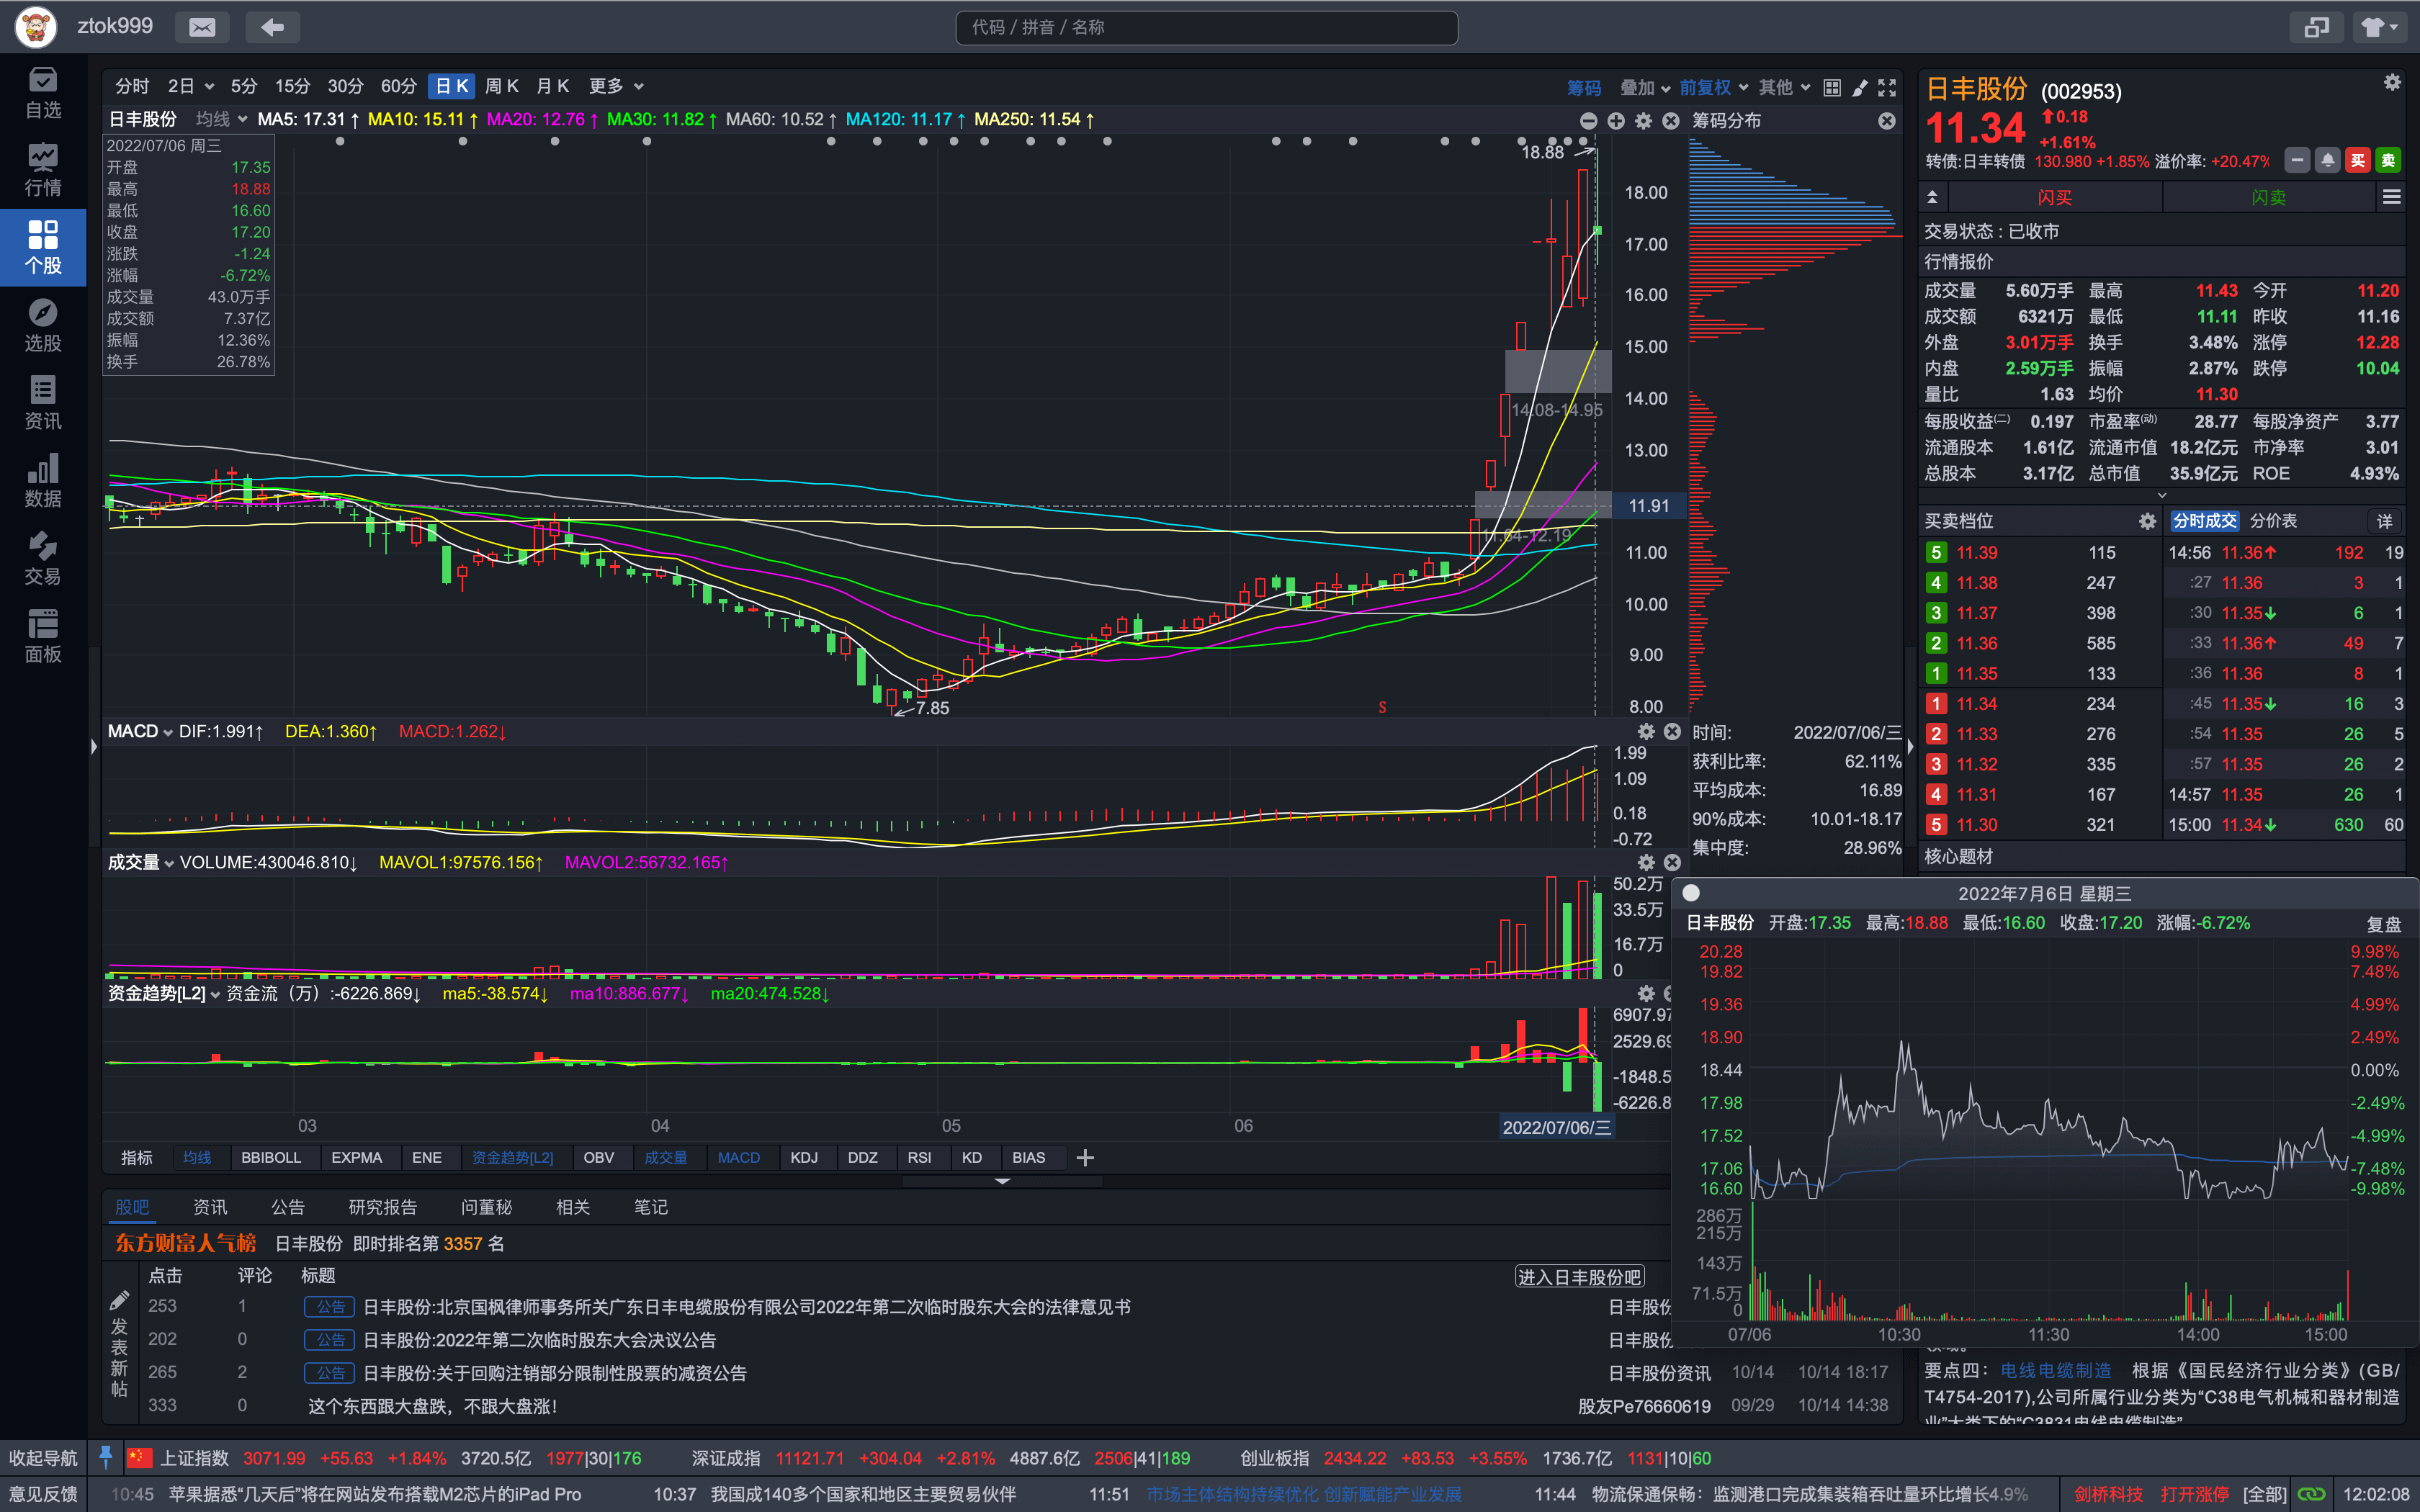 ztok999
代码 / 拼音 / 名称
自选
行情
个股
选股
资讯
数据
交易
面板
分时 2日 5分 15分 30分 60分 日K 周K 月K 更多
筹码 叠加 前复权 其他
日丰股份 均线 MA5: 17.31↑ MA10: 15.11↑ MA20: 12.76↑ MA30: 11.82↑ MA60: 10.52↑ MA120: 11.17↑ MA250: 11.54↑
筹码分布
2022/07/06 周三
开盘 17.35
最高 18.88
最低 16.60
收盘 17.20
涨跌 -1.24
涨幅 -6.72%
成交量 43.0万手
成交额 7.37亿
振幅 12.36%
换手 26.78%
18.88
18.00
17.00
16.00
15.00
14.08-14.95
14.00
13.00
11.91
11.64-12.19
11.00
10.00
9.00
8.00
7.85
S
MACD DIF:1.991↑ DEA:1.360↑ MACD:1.262↓
1.99
1.09
0.18
-0.72
时间: 2022/07/06/三
获利比率: 62.11%
平均成本: 16.89
90%成本: 10.01-18.17
集中度: 28.96%
成交量 VOLUME:430046.810↓ MAVOL1:97576.156↑ MAVOL2:56732.165↑
50.2万
33.5万
16.7万
0
资金趋势[L2] 资金流（万）:-6226.869↓ ma5:-38.574↓ ma10:886.677↓ ma20:474.528↓
6907.97
2529.69
-1848.5
-6226.8
03 04 05 06 2022/07/06/三
指标 均线 BBIBOLL EXPMA ENE 资金趋势[L2] OBV 成交量 MACD KDJ DDZ RSI KD BIAS
股吧 资讯 公告 研究报告 问董秘 相关 笔记
东方财富人气榜 日丰股份 即时排名第 3357 名
点击 评论 标题 进入日丰股份吧
发表新帖
253 1 公告 日丰股份:北京国枫律师事务所关广东日丰电缆股份有限公司2022年第二次临时股东大会的法律意见书 日丰股份
202 0 公告 日丰股份:2022年第二次临时股东大会决议公告 日丰股份
265 2 公告 日丰股份:关于回购注销部分限制性股票的减资公告 日丰股份资讯 10/14 10/14 18:17
333 0 这个东西跟大盘跌，不跟大盘涨！ 股友Pe76660619 09/29 10/14 14:38
日丰股份 (002953)
11.34 0.18
+1.61%
转债:日丰转债 130.980 +1.85% 溢价率: +20.47% 买 卖
闪买 闪卖
交易状态 : 已收市
行情报价
成交量 5.60万手 最高 11.43 今开 11.20
成交额 6321万 最低 11.11 昨收 11.16
外盘 3.01万手 换手 3.48% 涨停 12.28
内盘 2.59万手 振幅 2.87% 跌停 10.04
量比 1.63 均价 11.30
每股收益(二) 0.197 市盈率(动) 28.77 每股净资产 3.77
流通股本 1.61亿 流通市值 18.2亿元 市净率 3.01
总股本 3.17亿 总市值 35.9亿元 ROE 4.93%
买卖档位 分时成交 分价表 详
5 11.39 115 14:56 11.36↑ 192 19
4 11.38 247 :27 11.36 3 1
3 11.37 398 :30 11.35↓ 6 1
2 11.36 585 :33 11.36↑ 49 7
1 11.35 133 :36 11.36 8 1
1 11.34 234 :45 11.35↓ 16 3
2 11.33 276 :54 11.35 26 5
3 11.32 335 :57 11.35 26 2
4 11.31 167 14:57 11.35 26 1
5 11.30 321 15:00 11.34↓ 630 60
核心题材
2022年7月6日 星期三
日丰股份 开盘:17.35 最高:18.88 最低:16.60 收盘:17.20 涨幅:-6.72% 复盘
20.28 9.98%
19.82 7.48%
19.36 4.99%
18.90 2.49%
18.44 0.00%
17.98 -2.49%
17.52 -4.99%
17.06 -7.48%
16.60 -9.98%
286万
215万
143万
71.5万
0
07/06 10:30 11:30 14:00 15:00
要点四：电线电缆制造 根据《国民经济行业分类》(GB/
T4754-2017),公司所属行业分类为“C38电气机械和器材制造
业”大类下的“C3831电线电缆制造”
收起导航 上证指数 3071.99 +55.63 +1.84% 3720.5亿 1977|30|176 深证成指 11121.71 +304.04 +2.81% 4887.6亿 2506|41|189 创业板指 2434.22 +83.53 +3.55% 1736.7亿 1131|10|60
意见反馈 10:45 苹果据悉“几天后”将在网站发布搭载M2芯片的iPad Pro 10:37 我国成140多个国家和地区主要贸易伙伴 11:51 市场主体结构持续优化 创新赋能产业发展 11:44 物流保通保畅：监测港口完成集装箱吞吐量环比增长4.9% 剑桥科技 打开涨停 [全部] 12:02:08